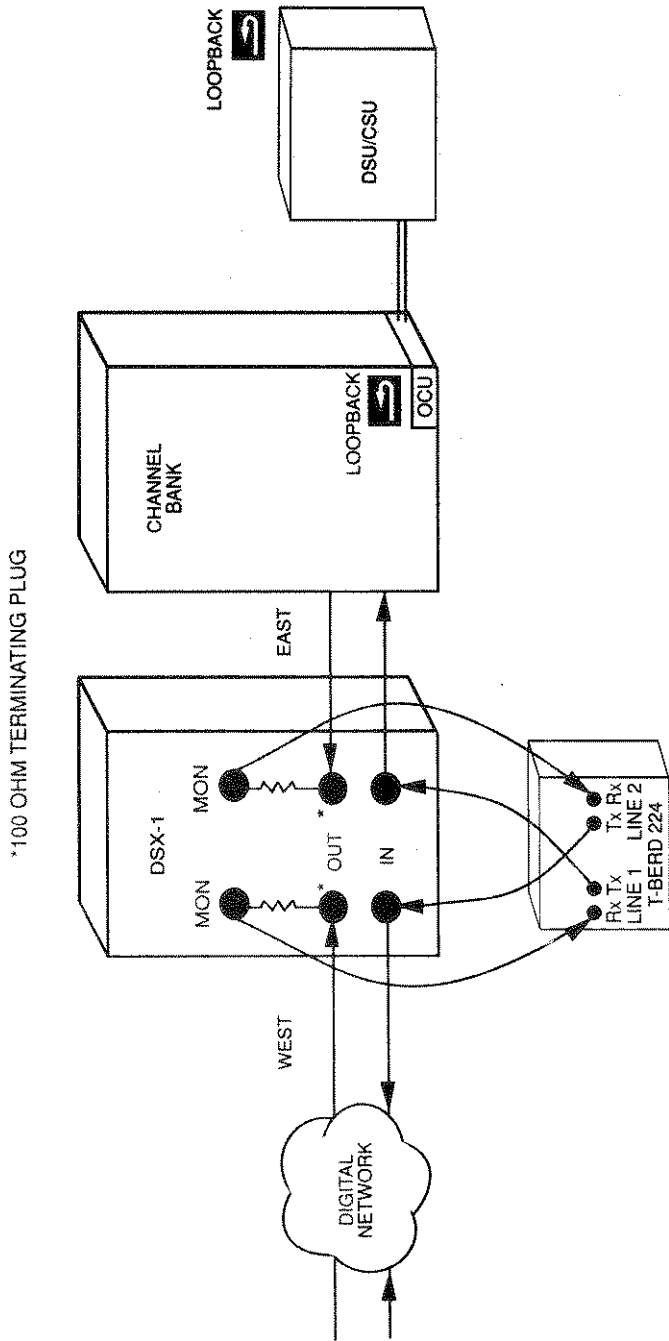 LOOPBACK
DSU/CSU
CHANNEL
BANK
LOOPBACK
OCU
EAST
DSX-1
MON
MON
* OUT *
IN
WEST
DIGITAL
NETWORK
Rx Tx Tx Rx
LINE 1 LINE 2
T-BERD 224
*100 OHM TERMINATING PLUG